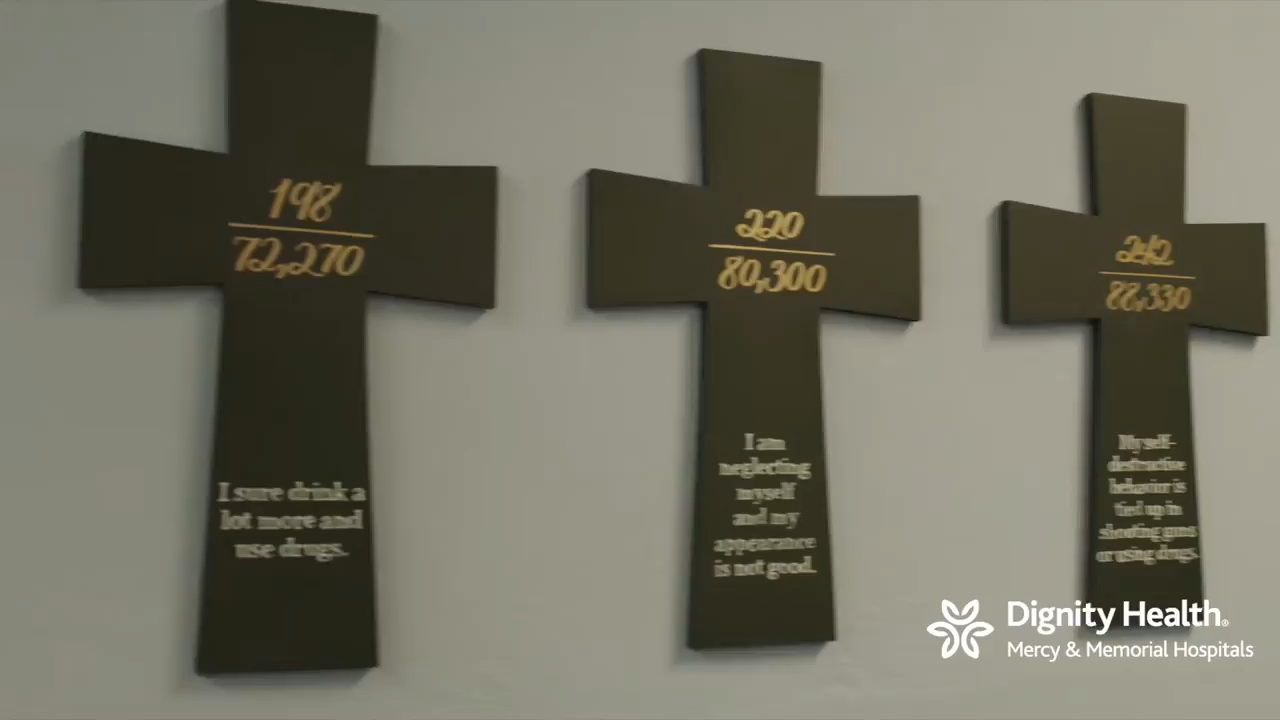 198
72,270
I sure drink a
lot more and
use drugs.
220
80,300
I am
neglecting
myself
and my
appearance
is not good.
242
88,330
My self-
destructive
behavior is
tied up in
shooting guns
or using drugs.
Dignity Health®
Mercy & Memorial Hospitals